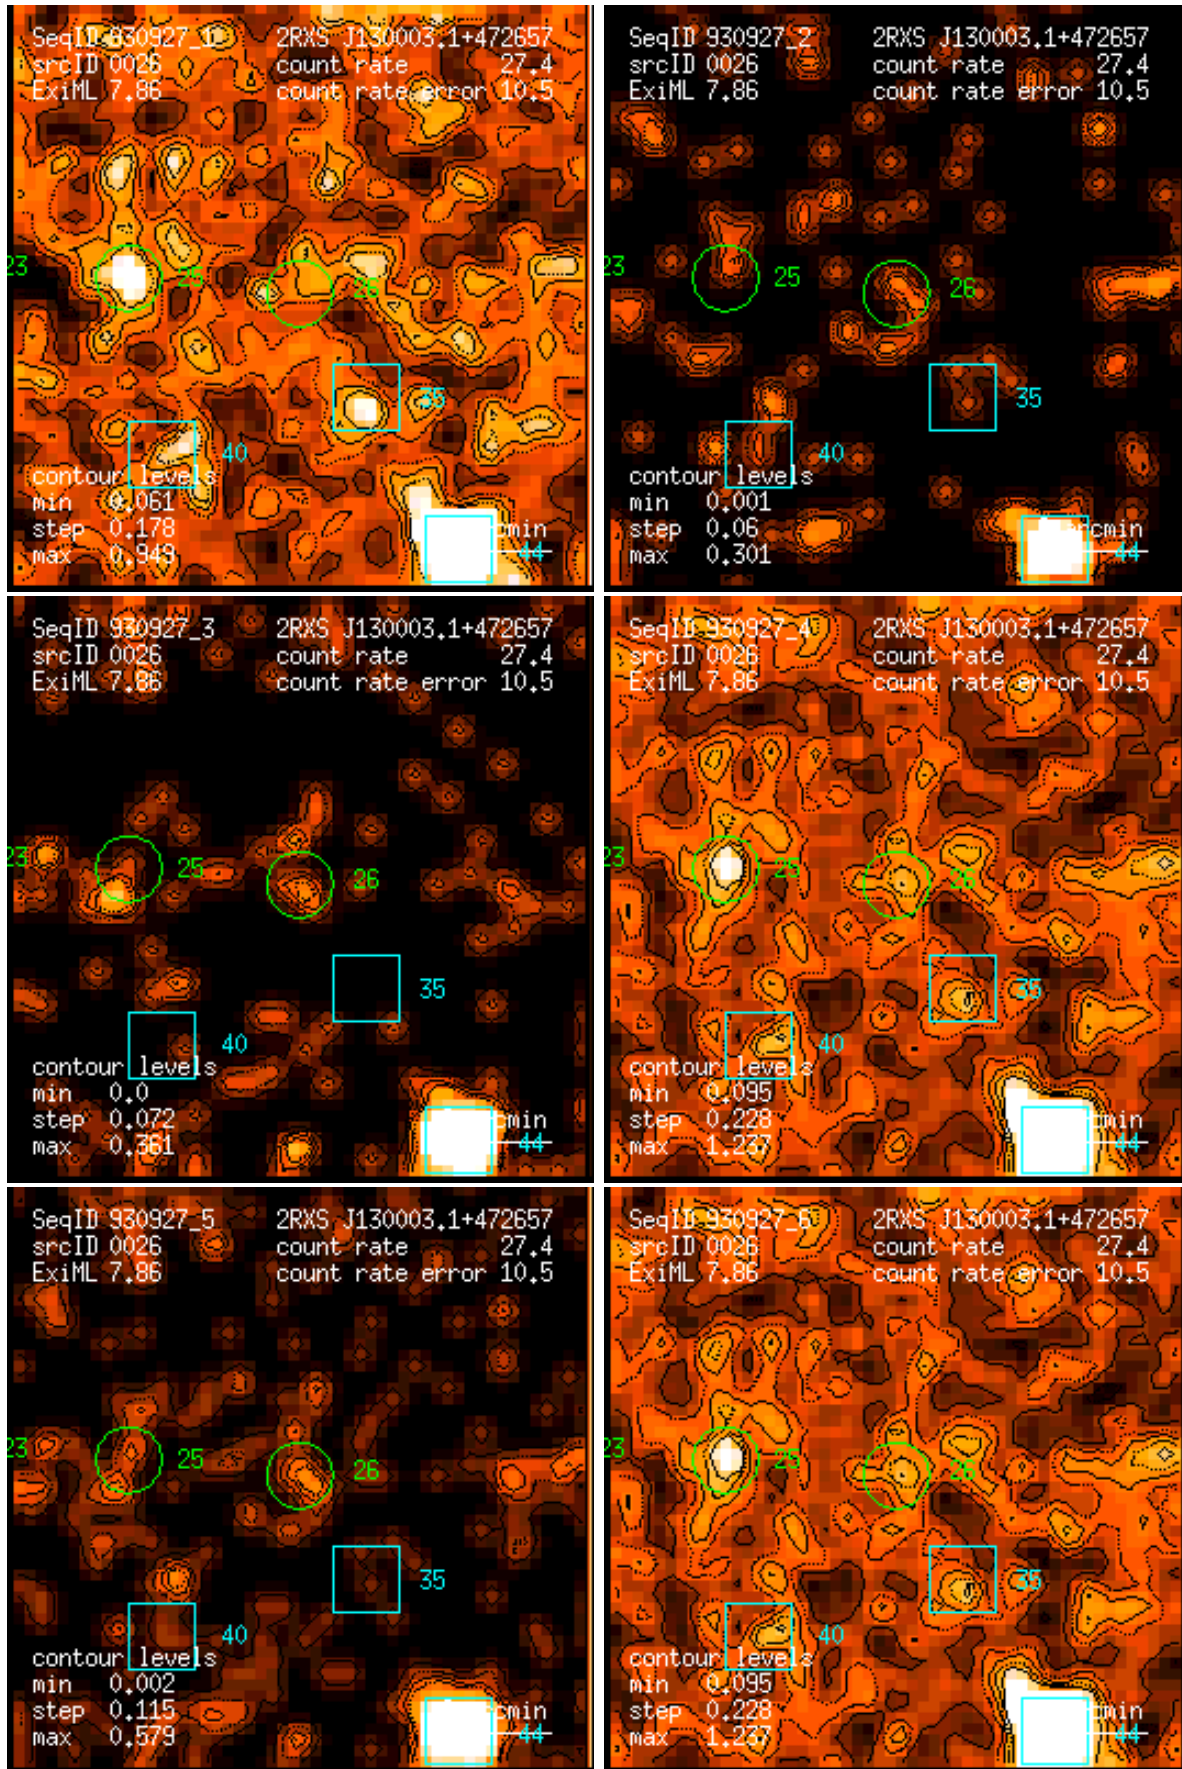 SeqID 930927_1 2RXS J130003.1+472657
srcID 0026 count rate 27.4
ExiML 7.86 count rate error 10.5
23 25 26
35
40
contour levels
min 0.061
step 0.178 cmin
max 0.949 44
SeqID 930927_2 2RXS J130003.1+472657
srcID 0026 count rate 27.4
ExiML 7.86 count rate error 10.5
23 25 26
35
40
contour levels
min 0.001
step 0.06 arcmin
max 0.301 44
SeqID 930927_3 2RXS J130003.1+472657
srcID 0026 count rate 27.4
ExiML 7.86 count rate error 10.5
23 25 26
35
40
contour levels
min 0.0
step 0.072 cmin
max 0.361 44
SeqID 930927_4 2RXS J130003.1+472657
srcID 0026 count rate 27.4
ExiML 7.86 count rate error 10.5
23 25 26
35
40
contour levels
min 0.095
step 0.228 cmin
max 1.237 44
SeqID 930927_5 2RXS J130003.1+472657
srcID 0026 count rate 27.4
ExiML 7.86 count rate error 10.5
23 25 26
35
40
contour levels
min 0.002
step 0.115 cmin
max 0.579 44
SeqID 930927_6 2RXS J130003.1+472657
srcID 0026 count rate 27.4
ExiML 7.86 count rate error 10.5
23 25 26
35
40
contour levels
min 0.095
step 0.228 cmin
max 1.237 44